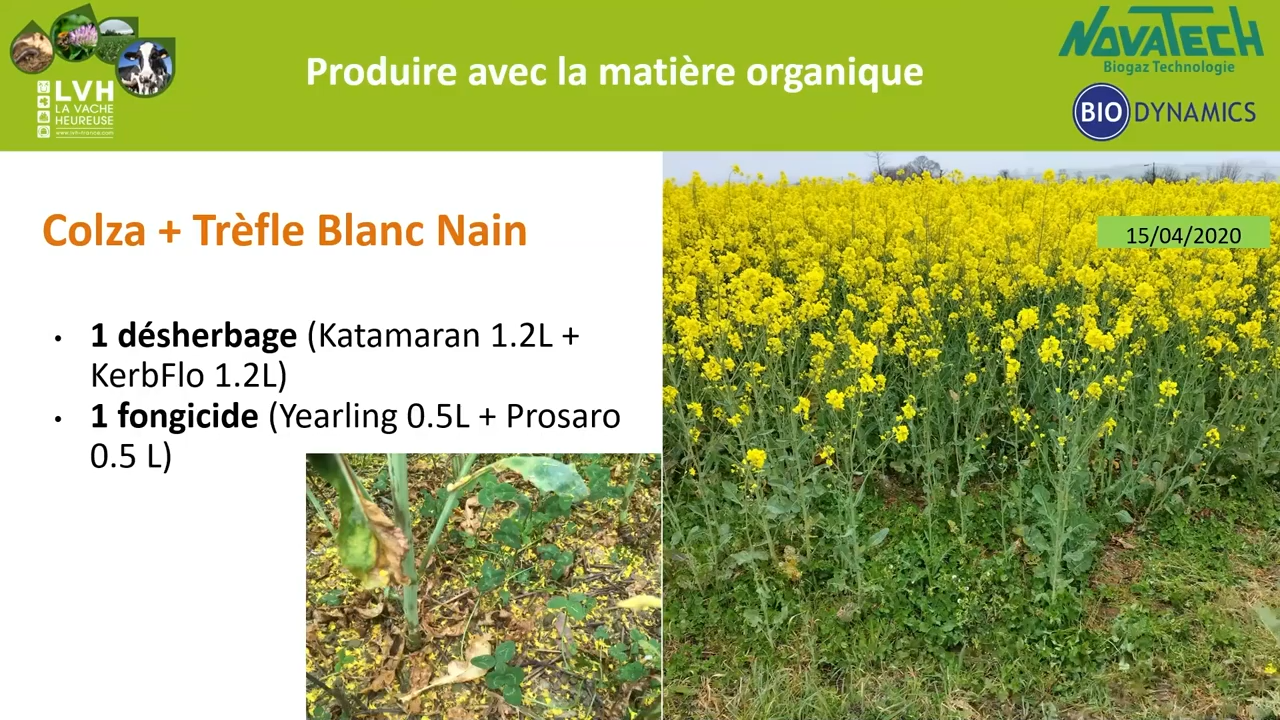 LVH
LA VACHE
HEUREUSE
Produire avec la matière organique
NOVATECH
Biogaz Technologie
BIO DYNAMICS
Colza + Trèfle Blanc Nain
15/04/2020
• 1 désherbage (Katamaran 1.2L +
KerbFlo 1.2L)
• 1 fongicide (Yearling 0.5L + Prosaro
0.5 L)